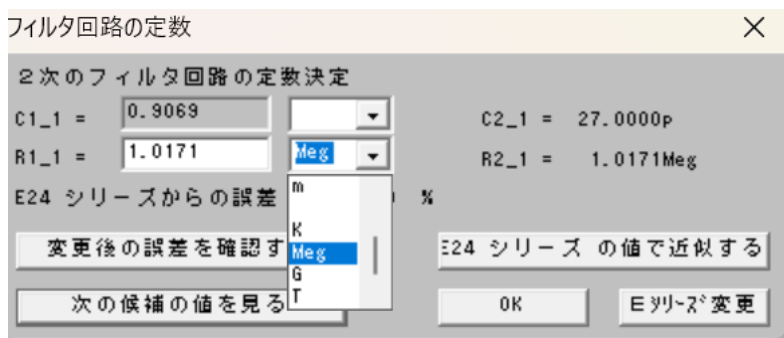 フィルタ回路の定数
2次のフィルタ回路の定数決定
C1_1 = 0.9069 C2_1 = 27.0000p
R1_1 = 1.0171 Meg R2_1 = 1.0171Meg
E24 シリーズからの誤差 %
m
K
Meg
G
T
変更後の誤差を確認す E24 シリーズ の値で近似する
次の候補の値を見る OK Eシリーズ変更